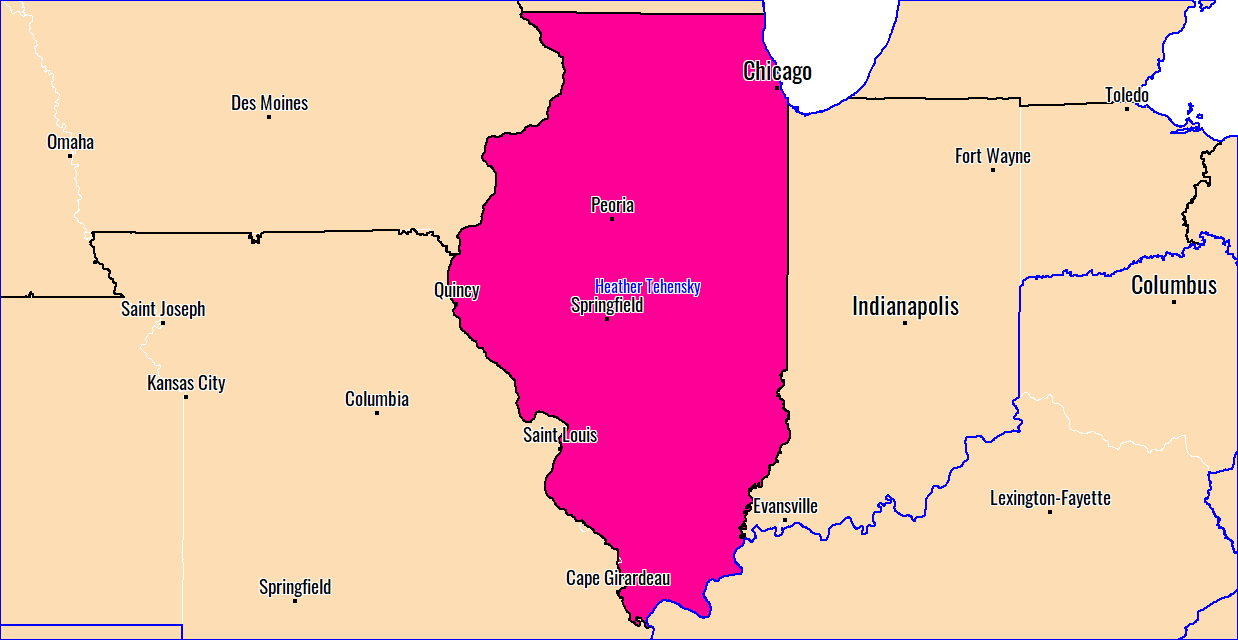 Chicago
Des Moines
Toledo
Omaha
Fort Wayne
Peoria
Heather Tehensky
Quincy
Columbus
Springfield
Indianapolis
Saint Joseph
Kansas City
Columbia
Saint Louis
Lexington-Fayette
Evansville
Cape Girardeau
Springfield